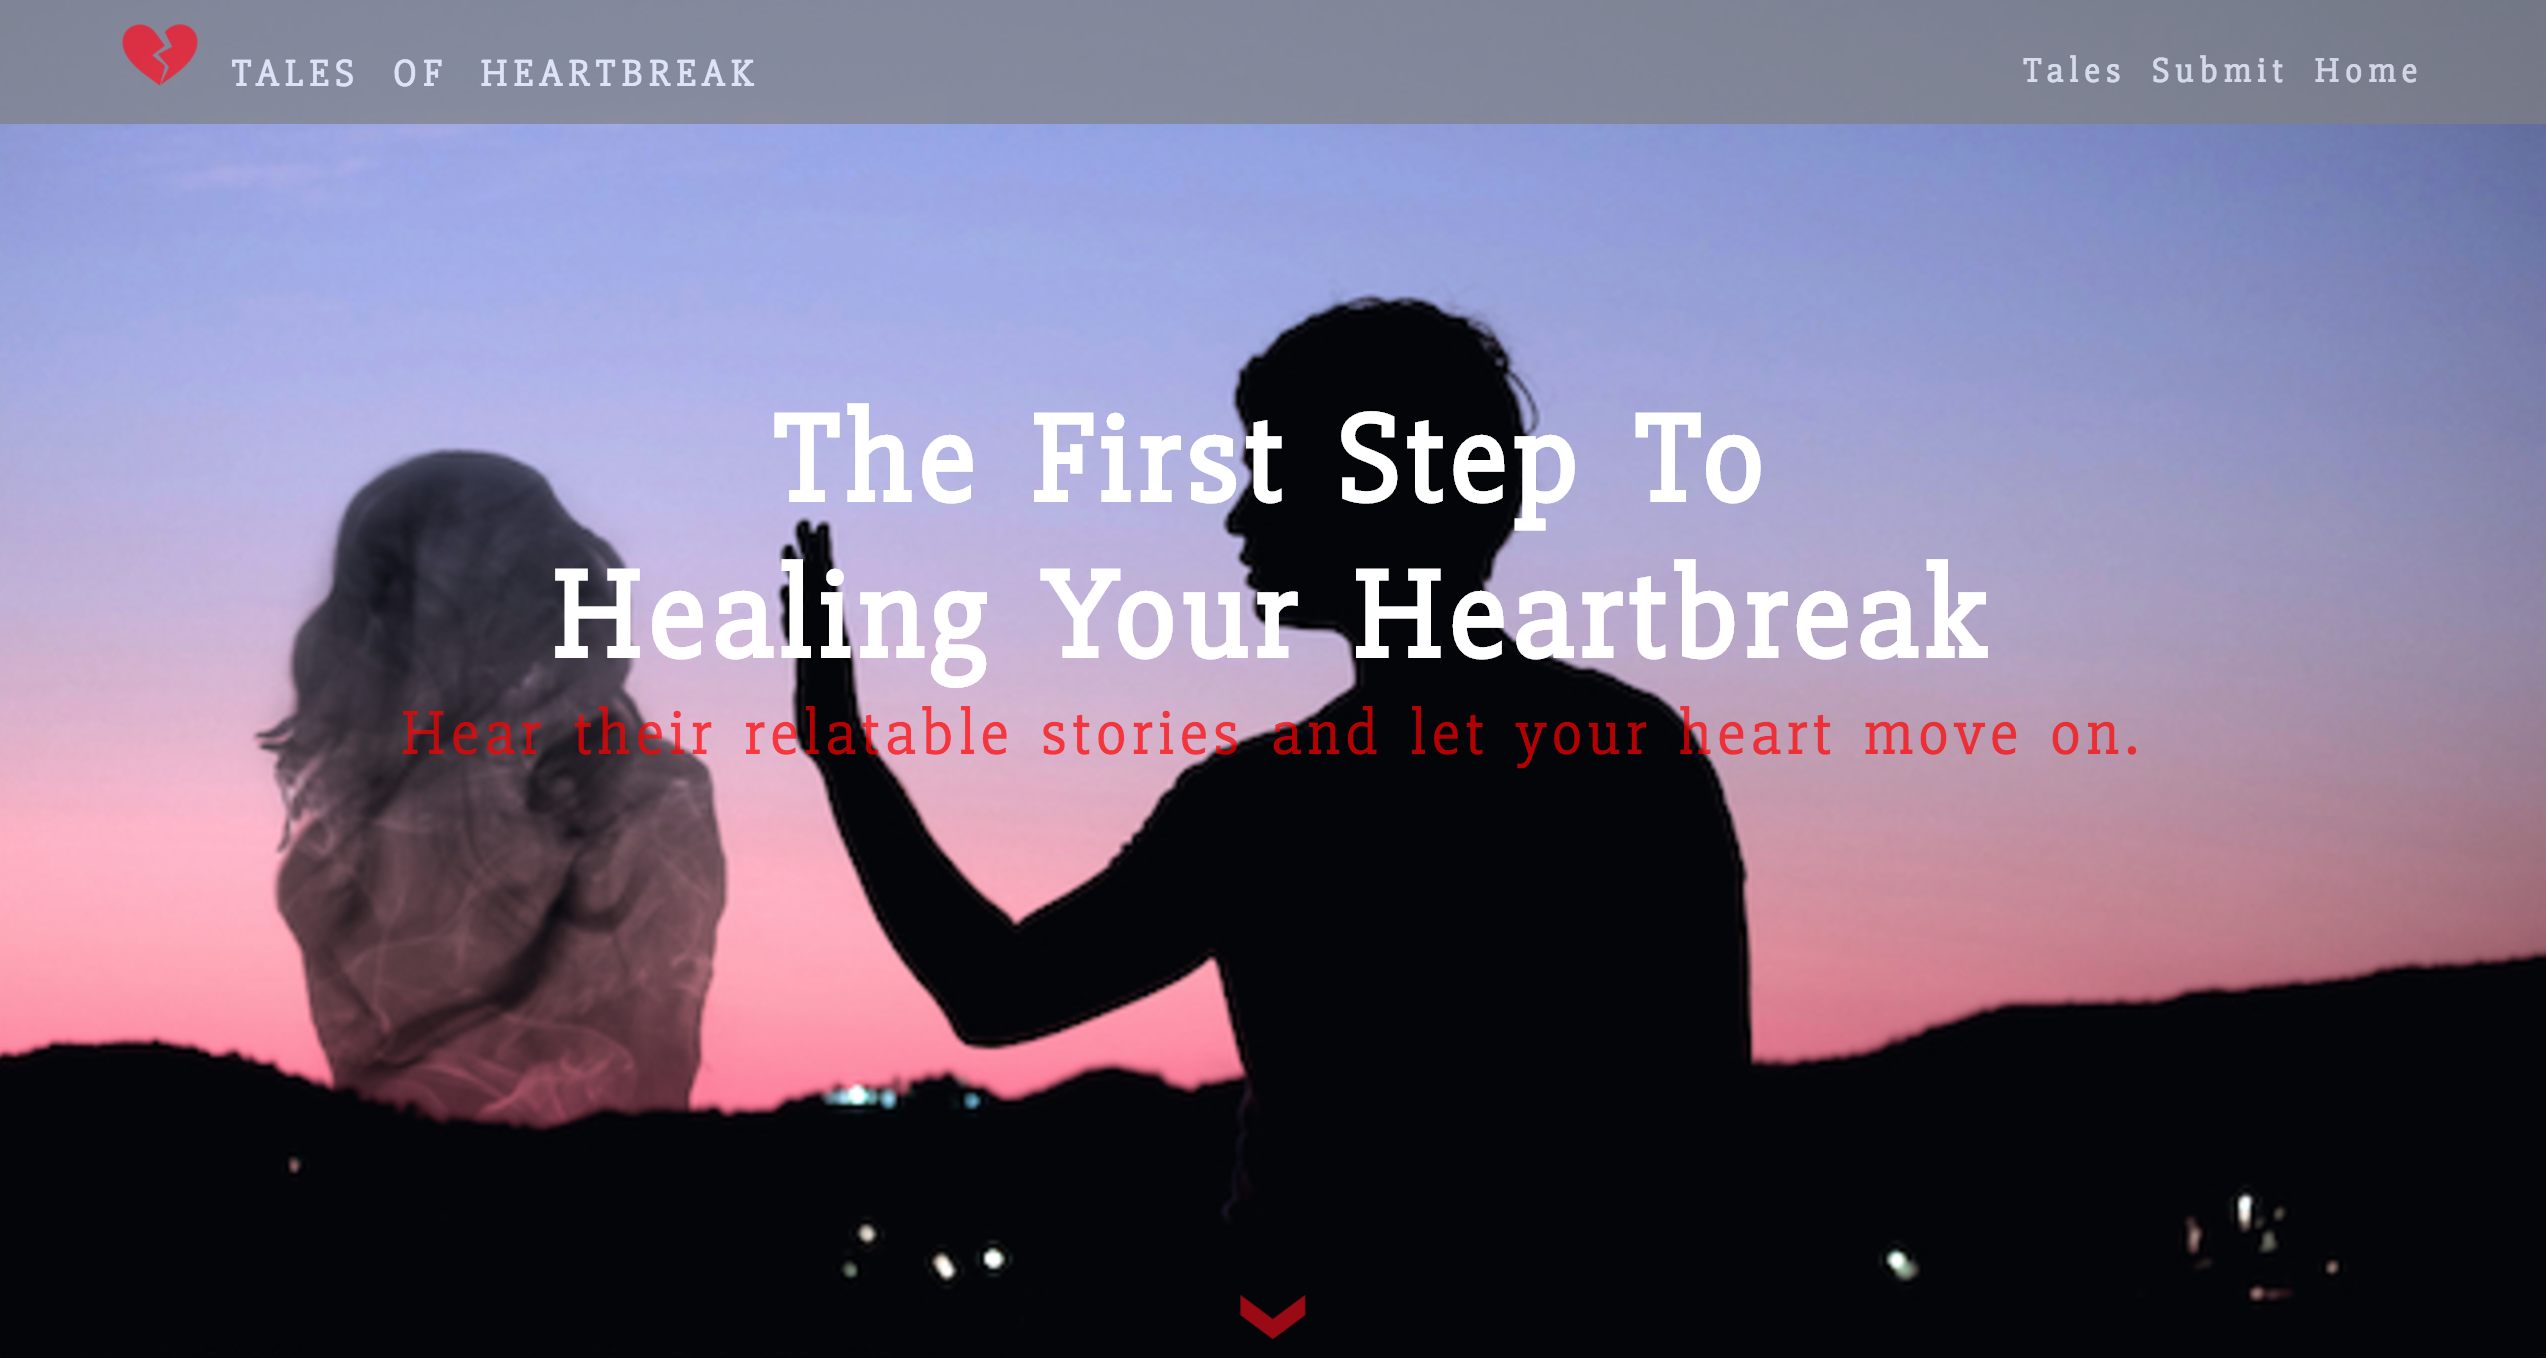 TALES OF HEARTBREAK
Tales Submit Home
The First Step To
Healing Your Heartbreak
Hear their relatable stories and let your heart move on.